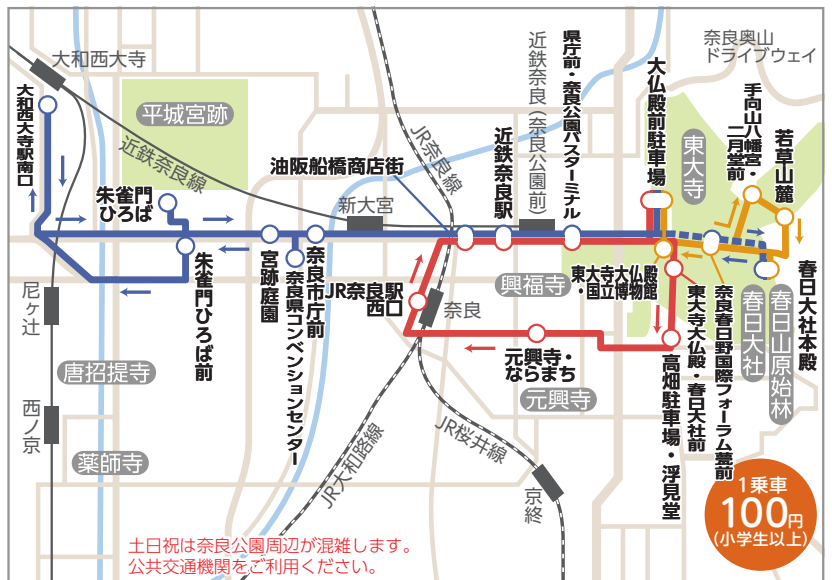 大和西大寺
大和西大寺駅南口
平城宮跡
近鉄奈良線
朱雀門
ひろば
朱雀門ひろば前
油阪船橋商店街
新大宮
JR奈良線
宮跡庭園
奈良県コンベンションセンター
奈良市庁前
近鉄奈良駅
近鉄奈良（奈良公園前）
県庁前・奈良公園バスターミナル
大仏殿前駐車場
奈良奥山
ドライブウェイ
東大寺
手向山八幡宮・
二月堂前
若草山麓
JR奈良駅
西口
奈良
興福寺
東大寺大仏殿
・国立博物館
東大寺大仏殿・春日大社前
奈良春日野国際フォーラム甍前
春日大社
春日山原始林
春日大社本殿
尼ヶ辻
唐招提寺
西ノ京
薬師寺
元興寺・
ならまち
元興寺
高畑駐車場・浮見堂
JR大和路線
JR桜井線
京終
1乗車
100円
(小学生以上)
土日祝は奈良公園周辺が混雑します。
公共交通機関をご利用ください。